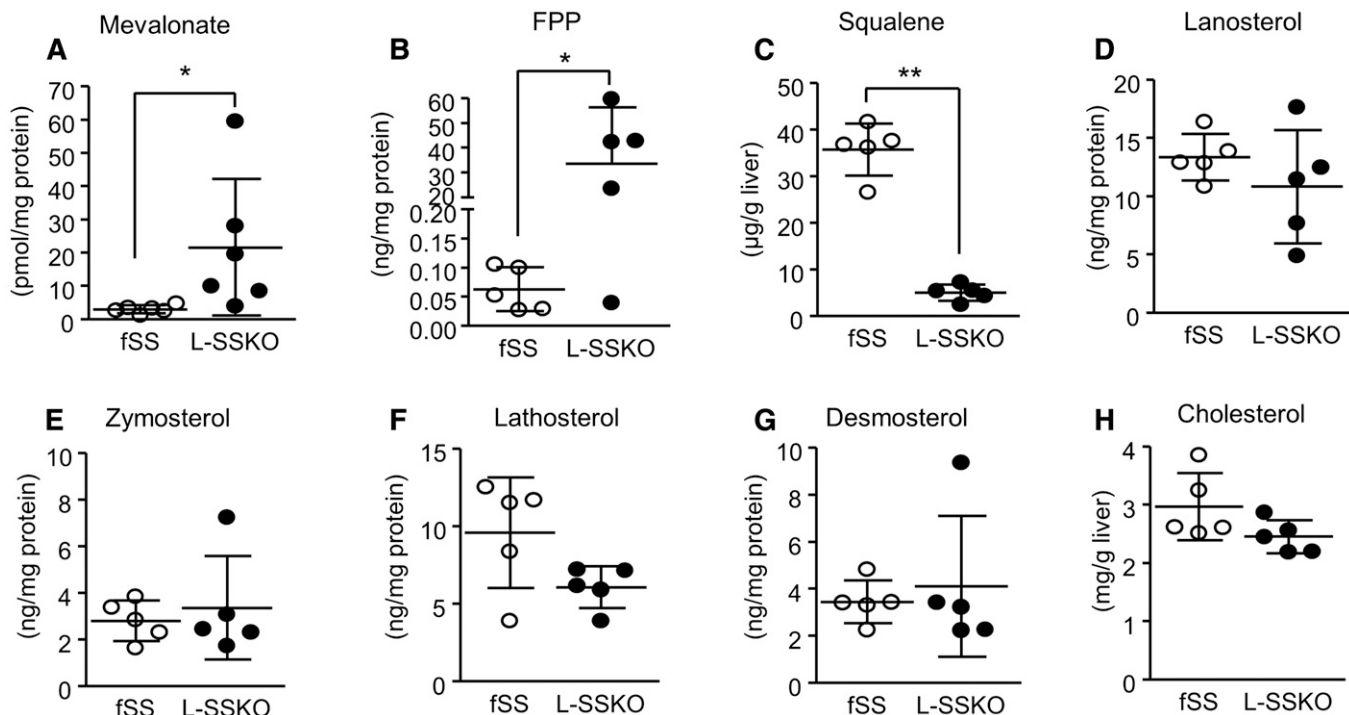 A Mevalonate
(pmol/mg protein)
70
60
50
40
30
20
10
0
*
fSS L-SSKO
B FPP
(ng/mg protein)
60
50
40
30
20
0.20
0.15
0.10
0.05
0.00
*
fSS L-SSKO
C Squalene
(µg/g liver)
50
40
30
20
10
0
**
fSS L-SSKO
D Lanosterol
(ng/mg protein)
20
15
10
5
0
fSS L-SSKO
E Zymosterol
(ng/mg protein)
10
8
6
4
2
0
fSS L-SSKO
F Lathosterol
(ng/mg protein)
15
10
5
0
fSS L-SSKO
G Desmosterol
(ng/mg protein)
10
8
6
4
2
0
fSS L-SSKO
H Cholesterol
(mg/g liver)
4
3
2
1
0
fSS L-SSKO